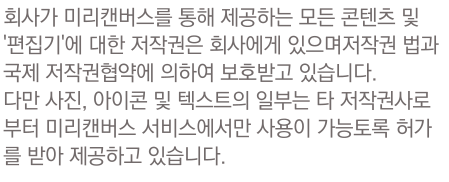 회사가 미리캔버스를 통해 제공하는 모든 콘텐츠 및
'편집기'에 대한 저작권은 회사에게 있으며저작권 법과
국제 저작권협약에 의하여 보호받고 있습니다.
다만 사진, 아이콘 및 텍스트의 일부는 타 저작권사로
부터 미리캔버스 서비스에서만 사용이 가능토록 허가
를 받아 제공하고 있습니다.